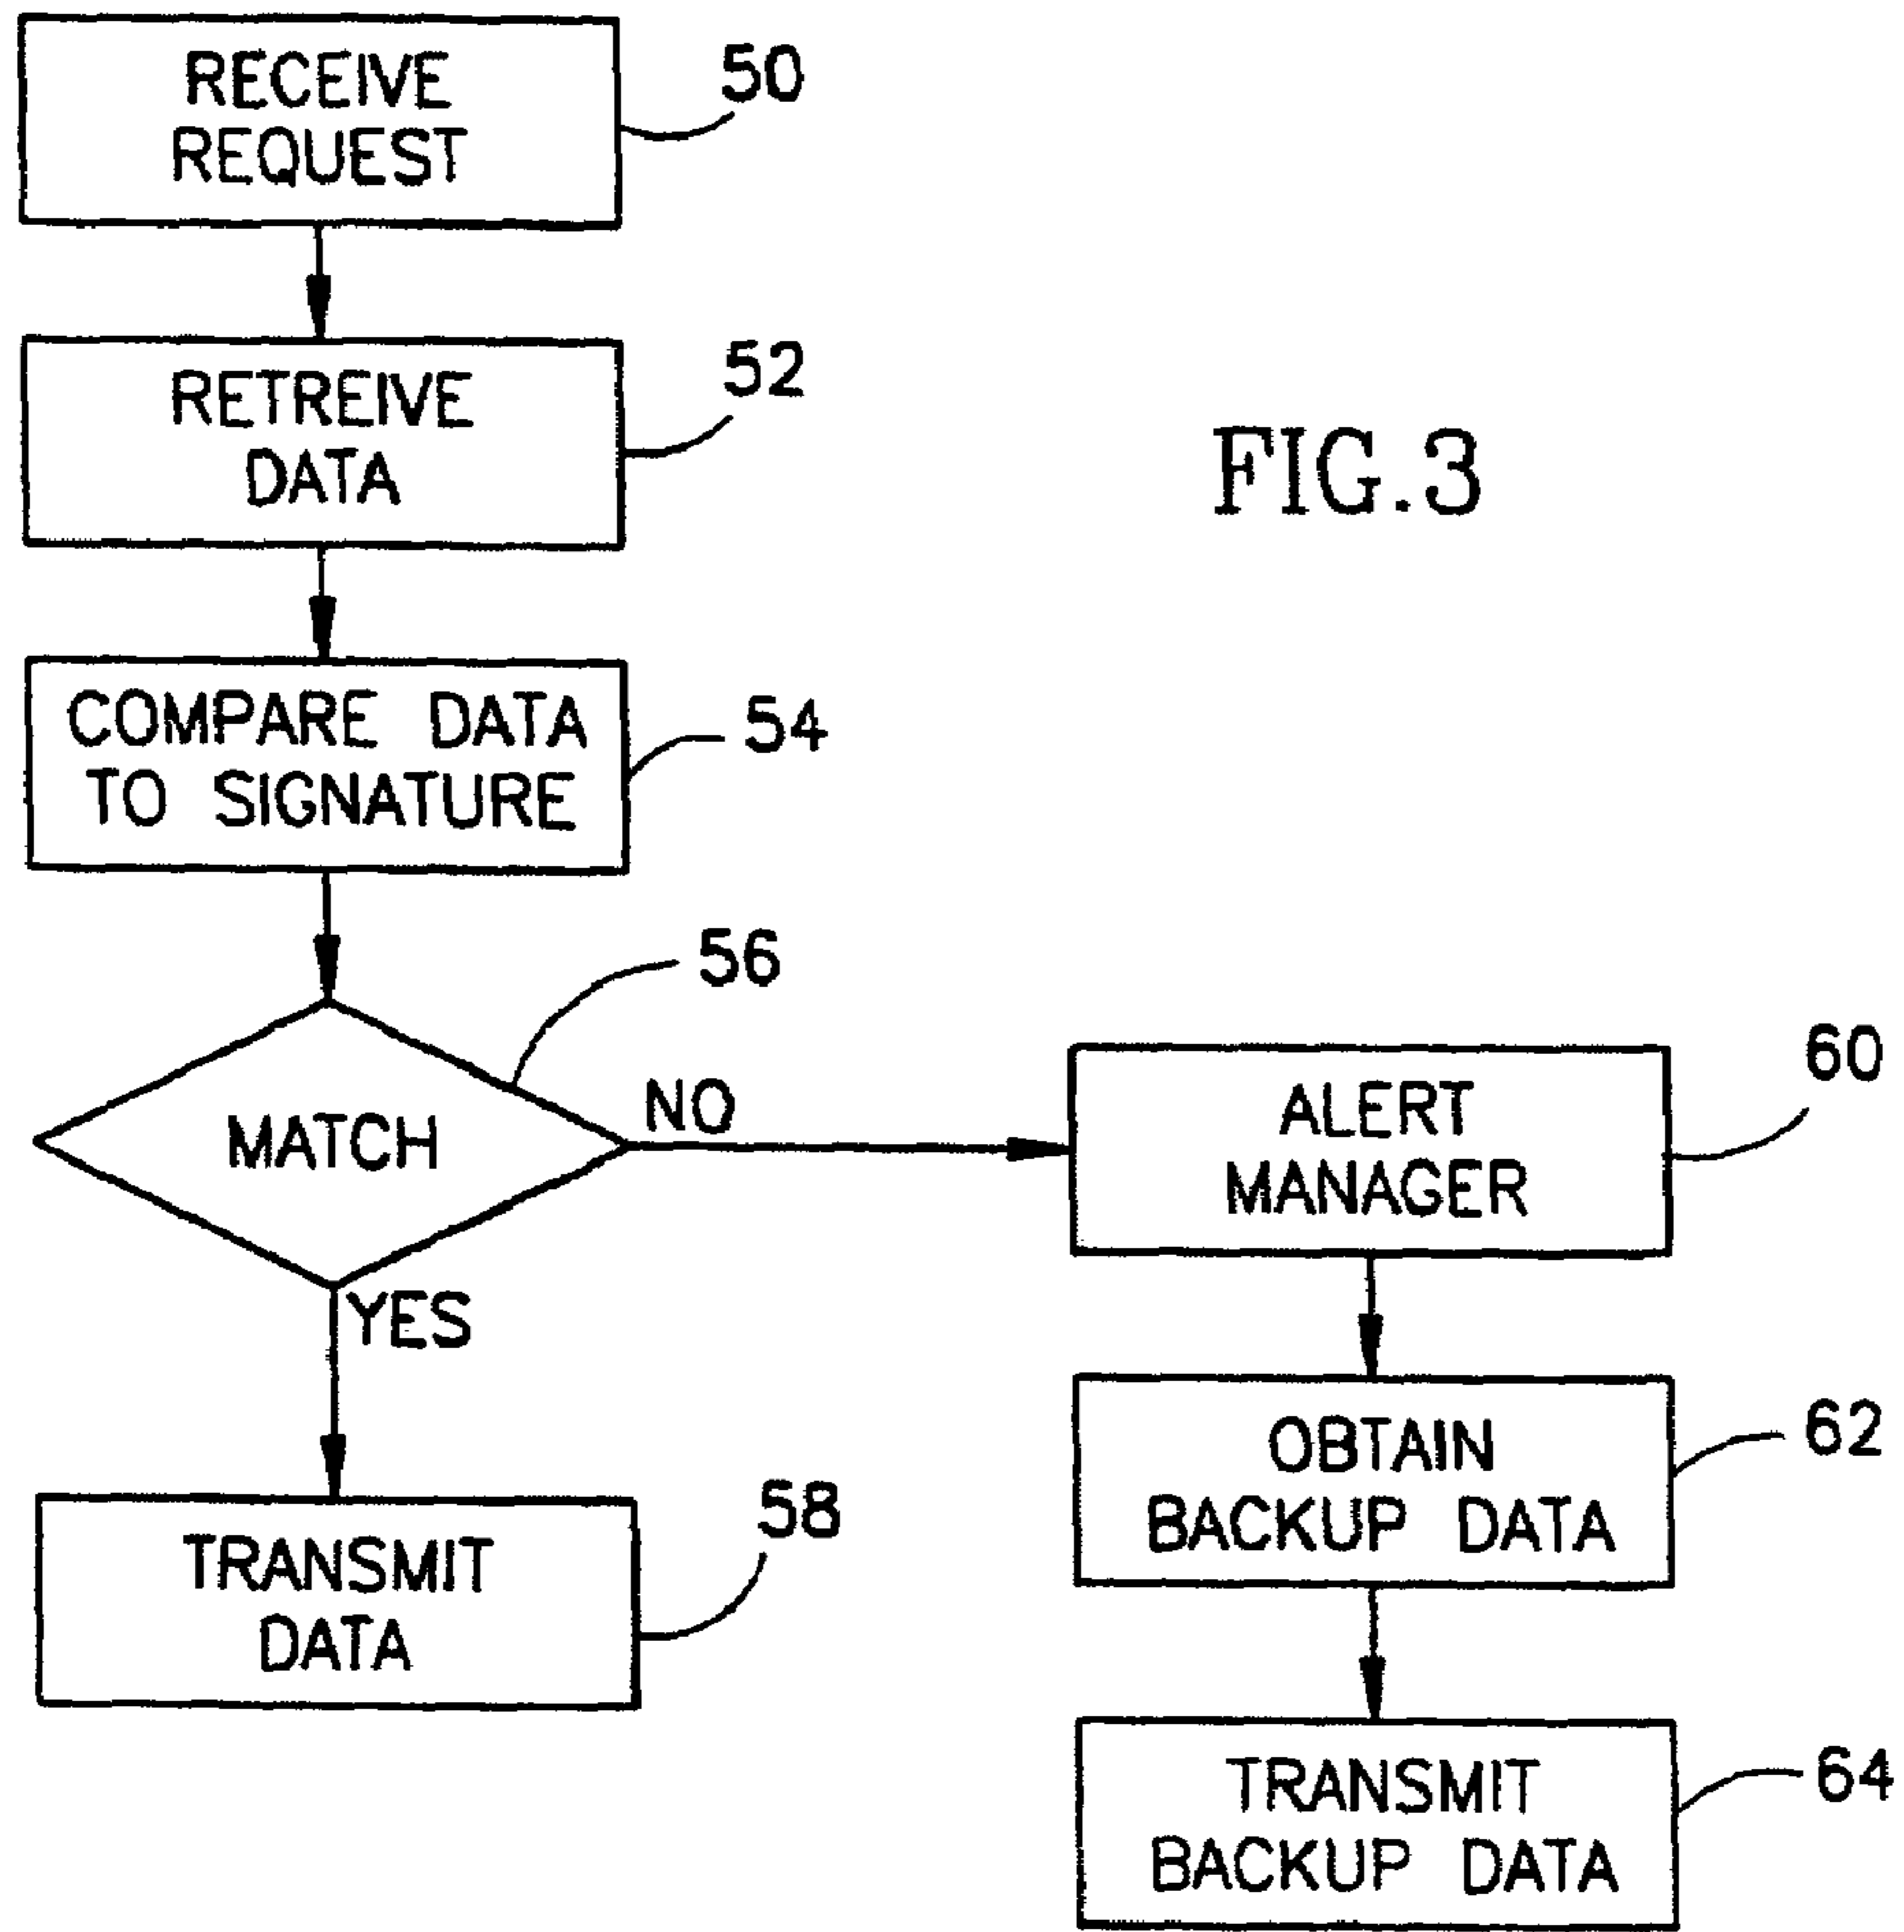 RECEIVE
REQUEST
50
RETREIVE
DATA
52
FIG.3
COMPARE DATA
TO SIGNATURE
54
56
MATCH
NO
YES
TRANSMIT
DATA
58
ALERT
MANAGER
60
OBTAIN
BACKUP DATA
62
TRANSMIT
BACKUP DATA
64